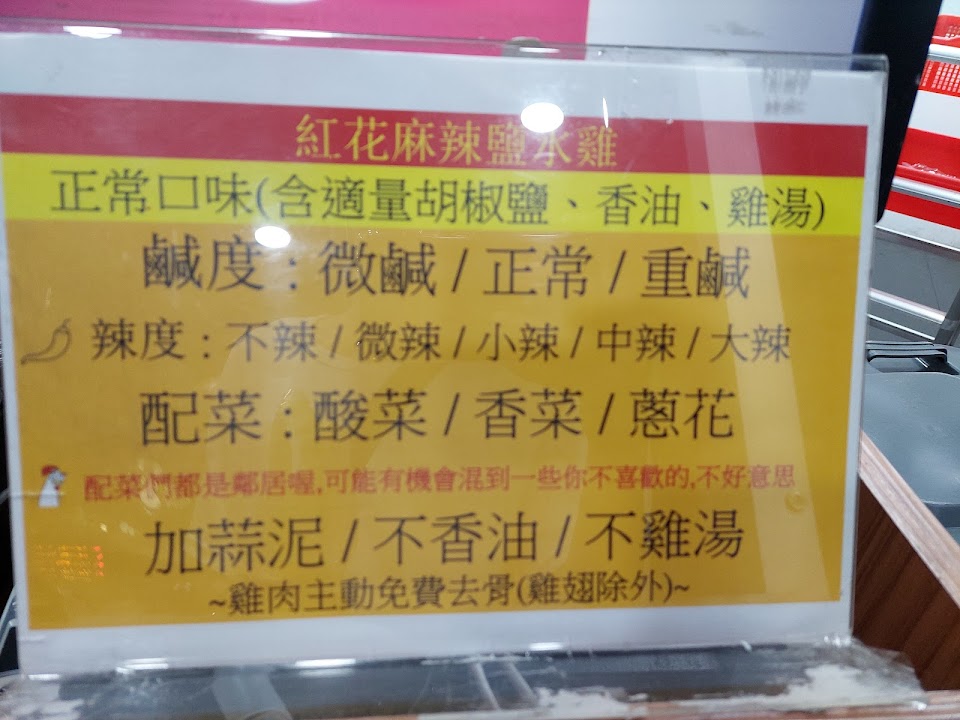 紅花麻辣鹽水雞
正常口味(含適量胡椒鹽、香油、雞湯)
鹹度:微鹹/正常/重鹹
辣度:不辣/微辣/小辣/中辣/大辣
配菜:酸菜/香菜/蔥花
配菜們都是鄰居喔,可能有機會混到一些你不喜歡的,不好意思
加蒜泥/不香油/不雞湯
~雞肉主動免費去骨(雞翅除外)~